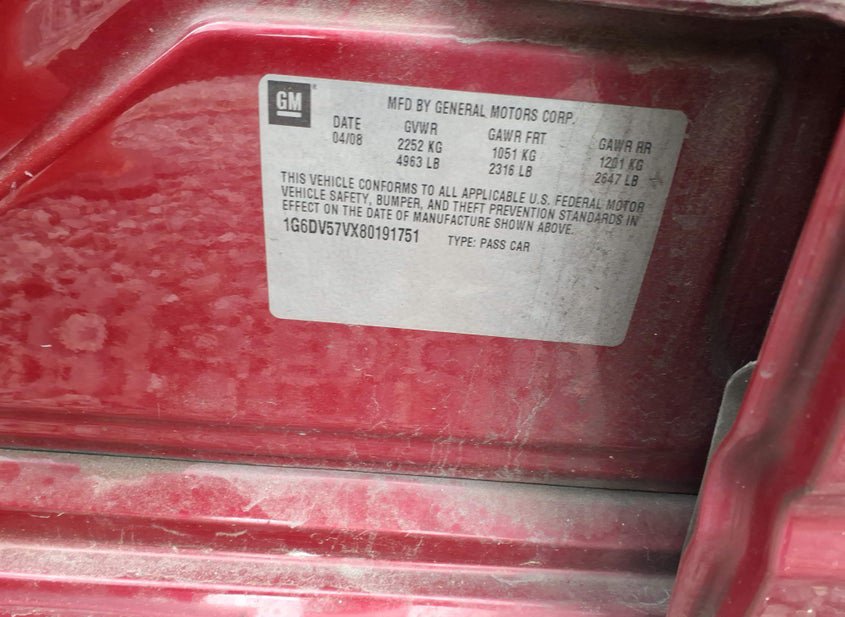 GM
MFD BY GENERAL MOTORS CORP.
DATE GVWR GAWR FRT GAWR RR
04/08 2252 KG 1051 KG 1201 KG
4963 LB 2316 LB 2647 LB
THIS VEHICLE CONFORMS TO ALL APPLICABLE U.S. FEDERAL MOTOR
VEHICLE SAFETY, BUMPER, AND THEFT PREVENTION STANDARDS IN
EFFECT ON THE DATE OF MANUFACTURE SHOWN ABOVE.
1G6DV57VX80191751 TYPE: PASS CAR